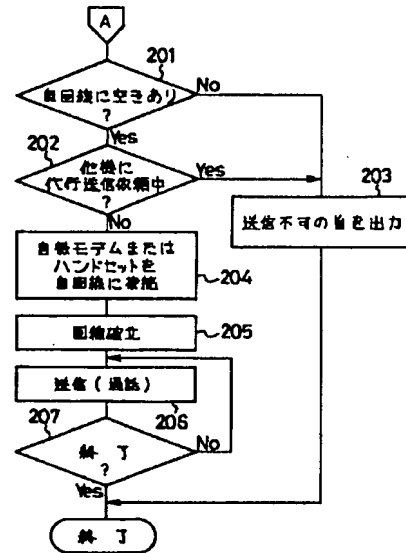 A
201
自回線に空きあり
?
No
Yes
202
他機に
代行送信依頼中
?
Yes
No
203
送信不可の旨を出力
自機モデムまたは
ハンドセットを
自回線に接続
204
回線確立
205
送信(通話)
206
207
終了
?
No
Yes
終了